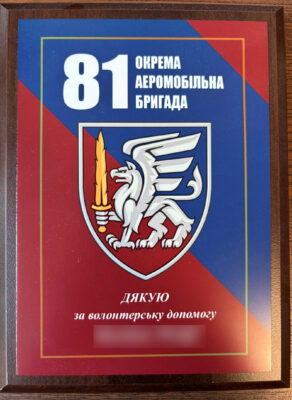 81 ОКРЕМА
АЕРОМОБІЛЬНА
БРИГАДА
ДЯКУЮ
за волонтерську допомогу